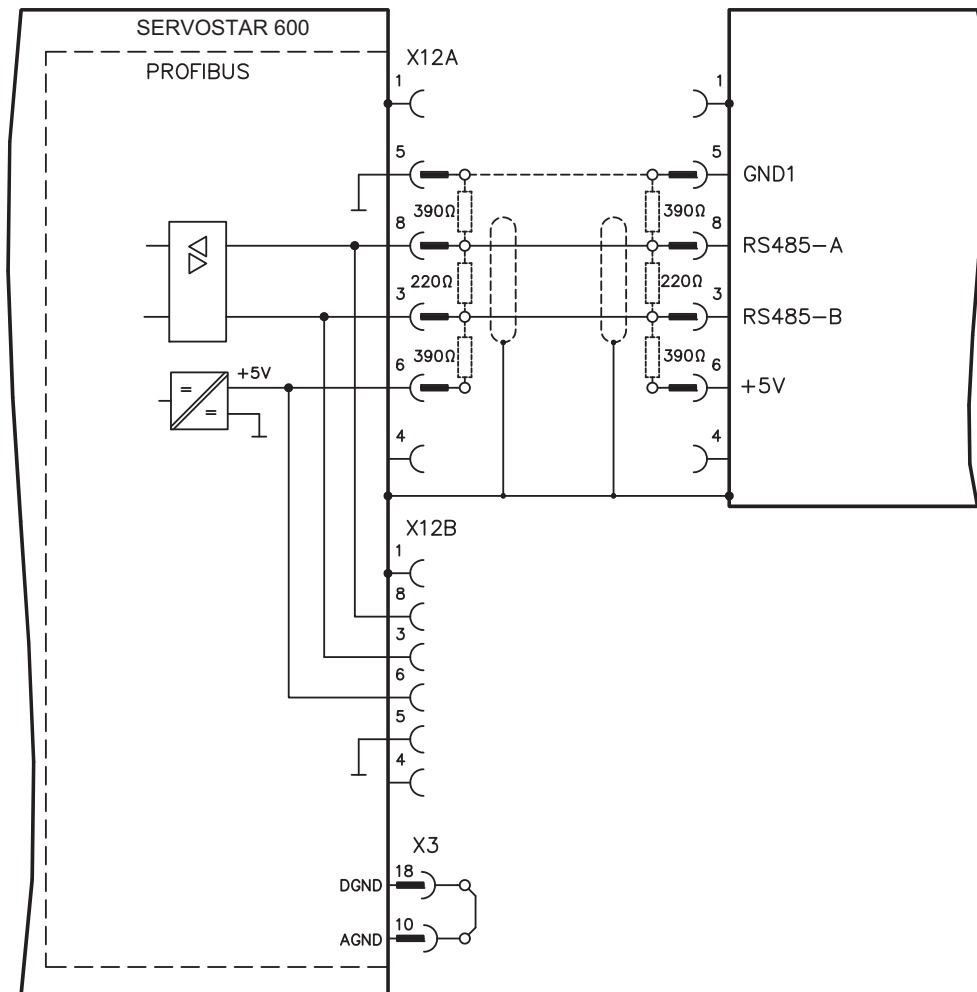 SERVOSTAR 600
PROFIBUS
X12A
1
1
5
5
GND1
390Ω
390Ω
8
8
RS485-A
220Ω
220Ω
3
3
RS485-B
390Ω
390Ω
6
6
+5V
+5V
=
=
4
4
X12B
1
8
3
6
5
4
X3
DGND
18
AGND
10